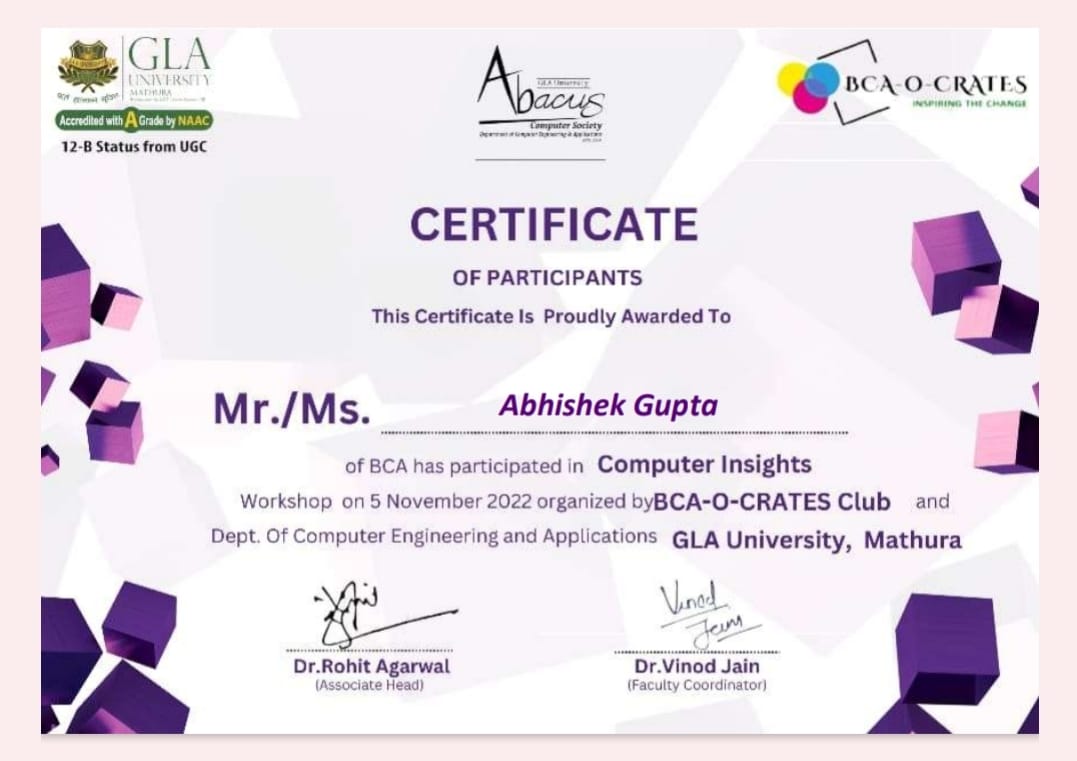 GLA
UNIVERSITY
MATHURA
Accredited with A Grade by NAAC
12-B Status from UGC
GLA University
Abacus
Computer Society
Department of Computer Engineering & Applications
BCA-O-CRATES
INSPIRING THE CHANGE
CERTIFICATE
OF PARTICIPANTS
This Certificate Is Proudly Awarded To
Mr./Ms. Abhishek Gupta
of BCA has participated in Computer Insights
Workshop on 5 November 2022 organized by BCA-O-CRATES Club and
Dept. Of Computer Engineering and Applications GLA University, Mathura
Vinod
Jain
Dr.Rohit Agarwal
(Associate Head)
Dr.Vinod Jain
(Faculty Coordinator)